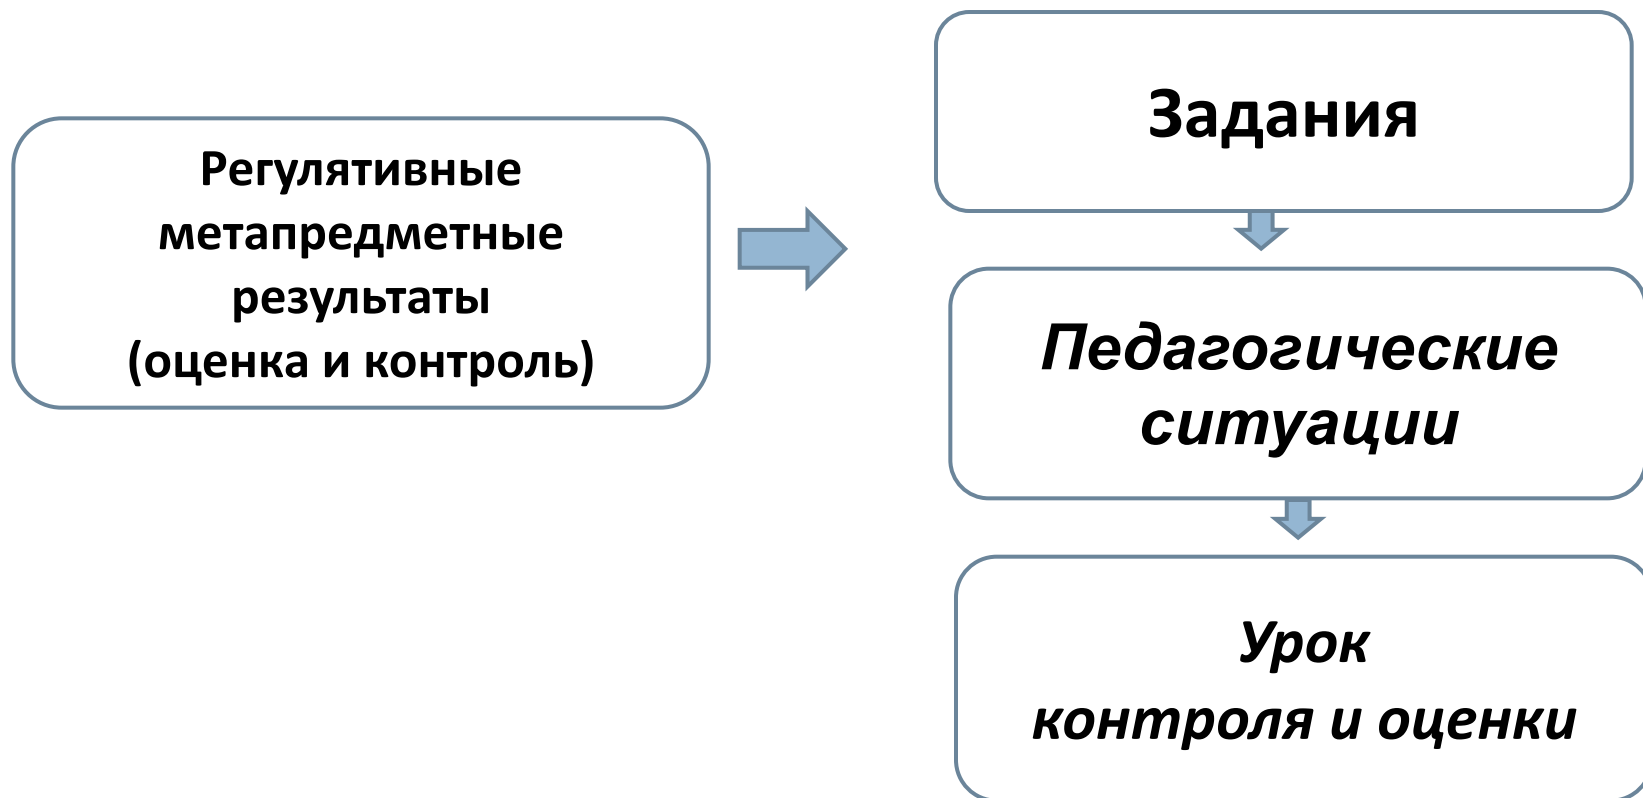 Регулятивные
метапредметные
результаты
(оценка и контроль)
Задания
Педагогические
ситуации
Урок
контроля и оценки